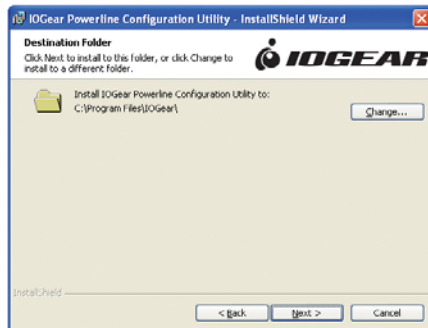 IOGear Powerline Configuration Utility - InstallShield Wizard
Destination Folder
Click Next to install to this folder, or click Change to
install to a different folder.
IOGEAR
Install IOGear Powerline Configuration Utility to:
C:\Program Files\IOGear\
Change...
InstallShield
< Back
Next >
Cancel